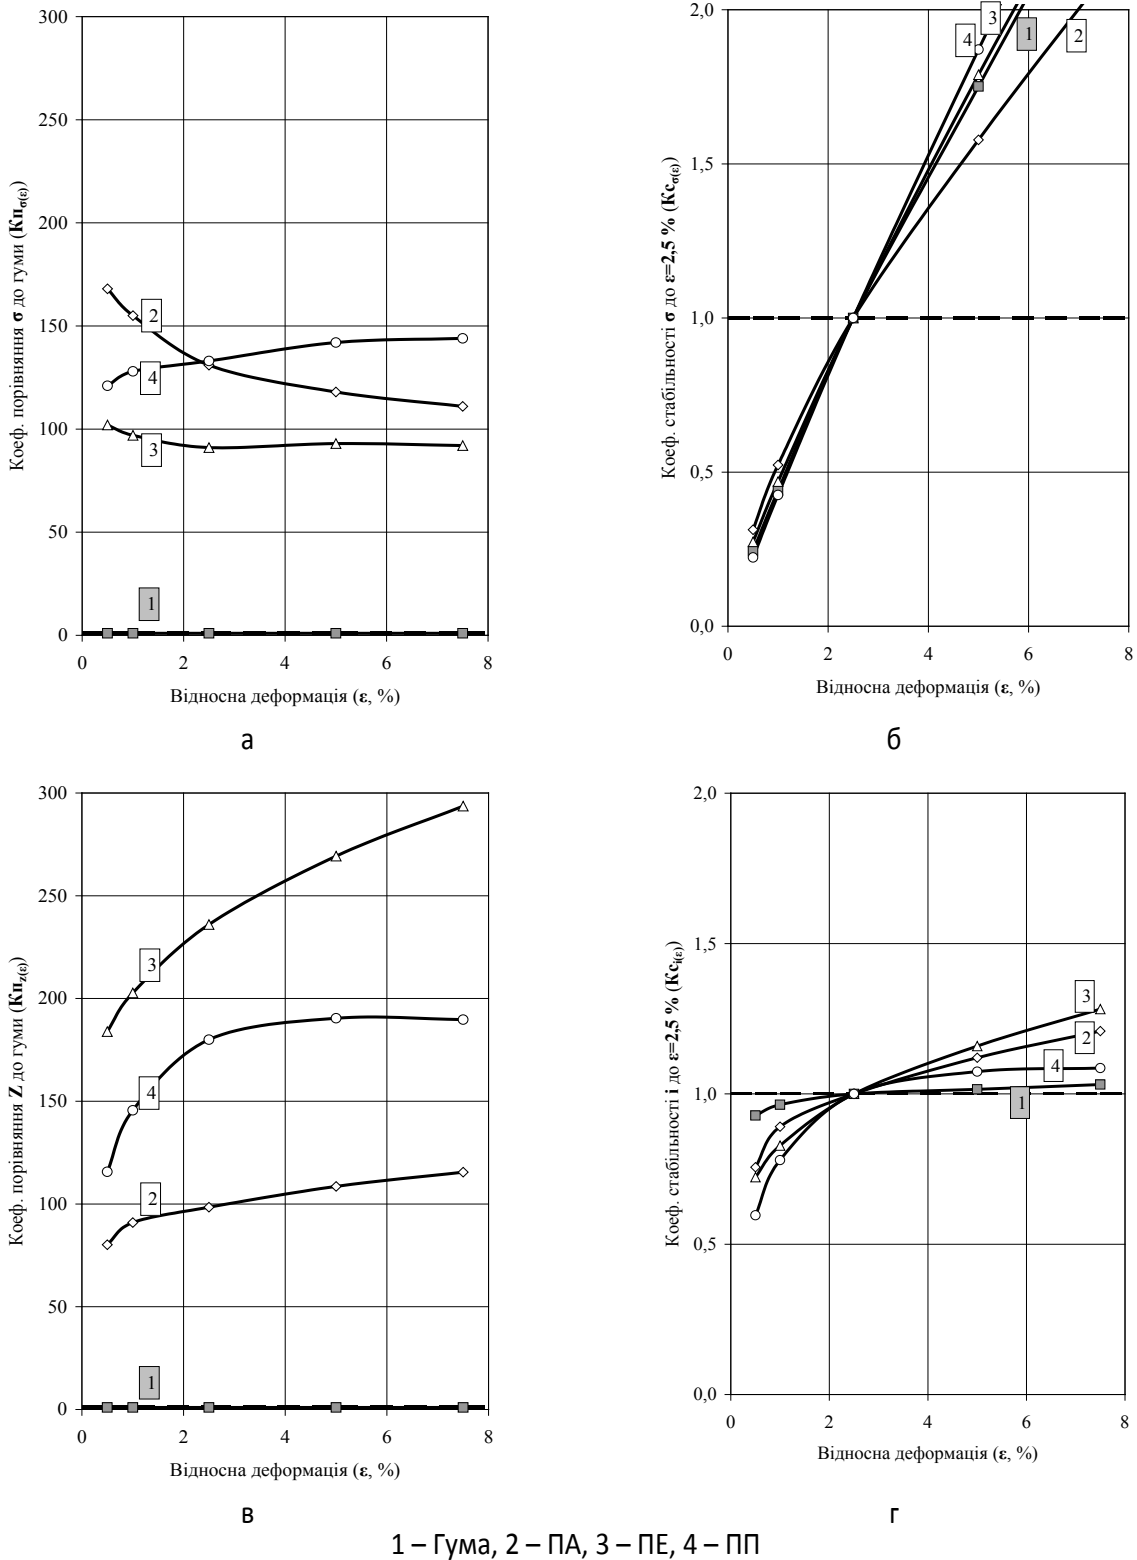 300
250
200
150
100
50
0
0 2 4 6 8
Коеф. порівняння σ до гуми (Кпσ(ε))
Відносна деформація (ε, %)
2
4
3
1
а
2,0
1,5
1,0
0,5
0,0
0 2 4 6 8
Коеф. стабільності σ до ε=2,5 % (Ксσ(ε))
Відносна деформація (ε, %)
4
3
1
2
б
300
250
200
150
100
50
0
0 2 4 6 8
Коеф. порівняння Z до гуми (Кпz(ε))
Відносна деформація (ε, %)
3
4
2
1
в
2,0
1,5
1,0
0,5
0,0
0 2 4 6 8
Коеф. стабільності і до ε=2,5 % (Ксi(ε))
Відносна деформація (ε, %)
3
2
4
1
г
1 – Гума, 2 – ПА, 3 – ПЕ, 4 – ПП